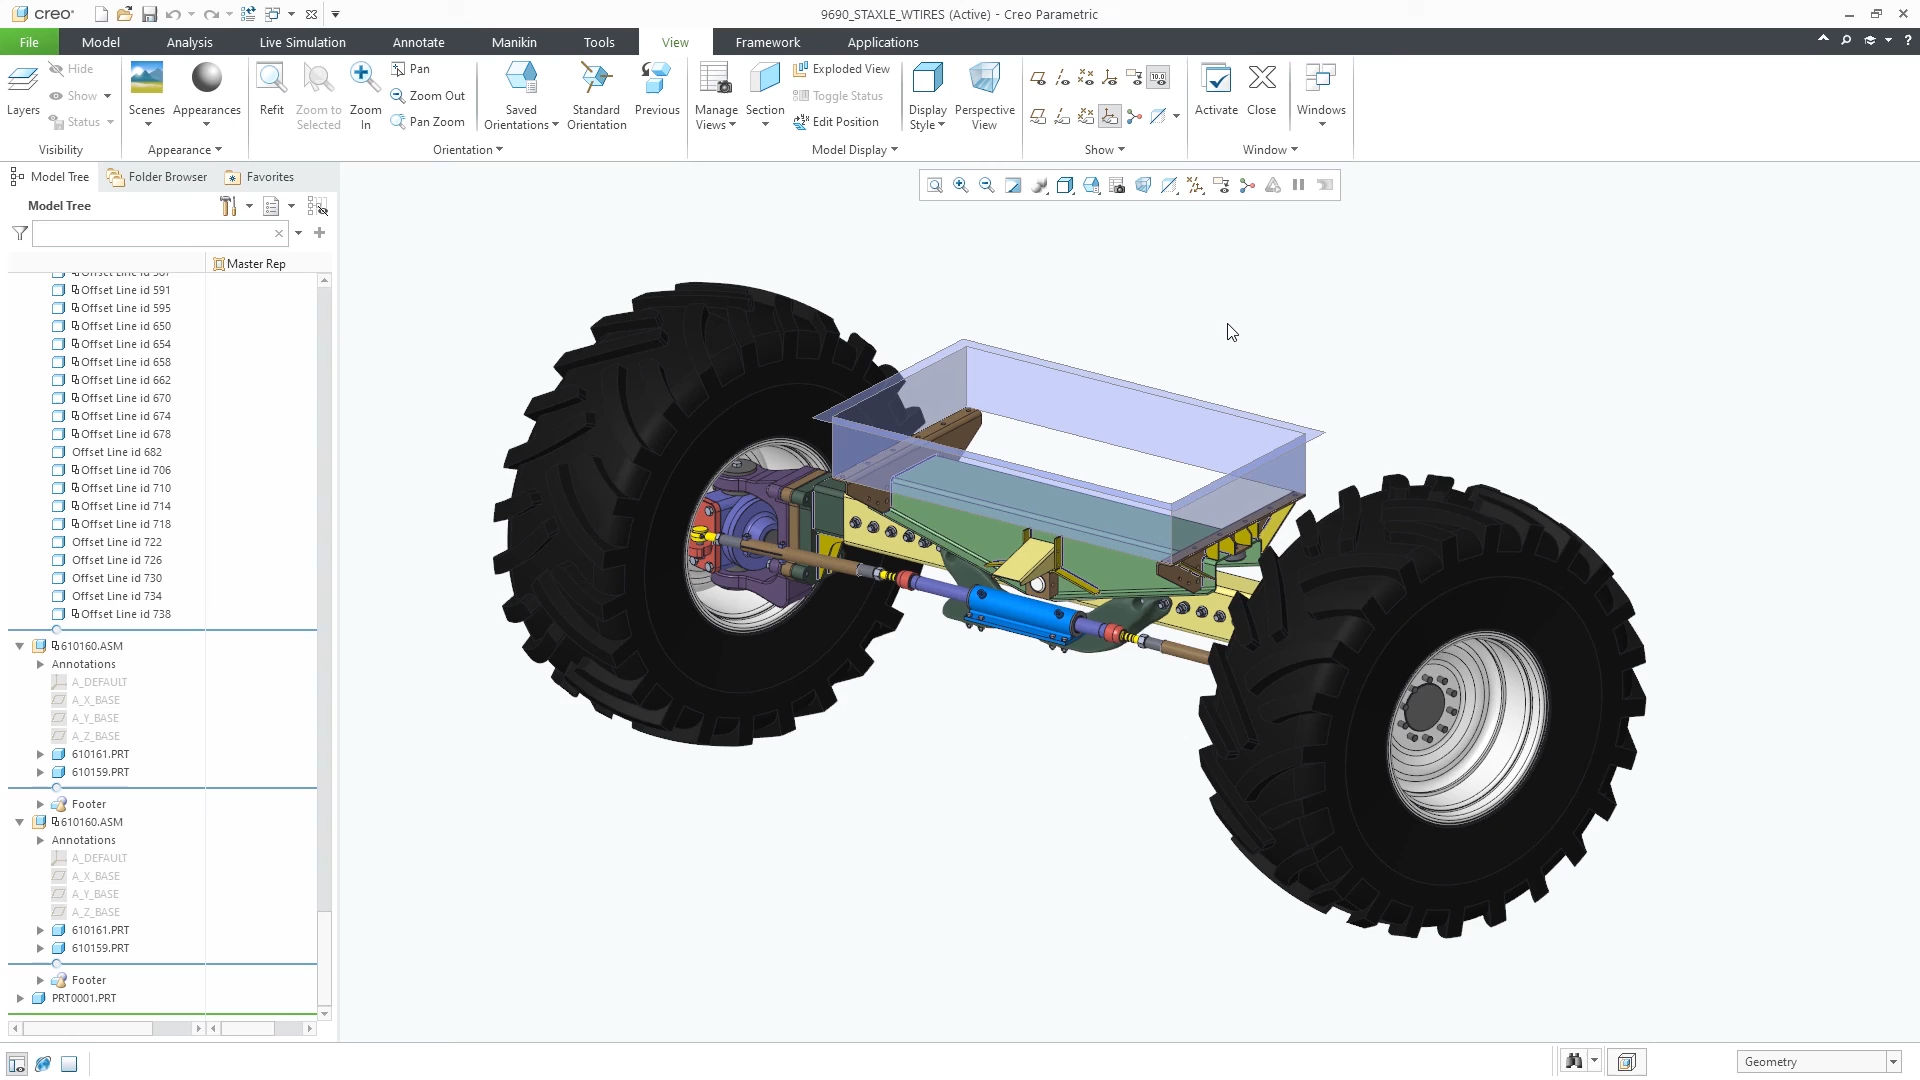 creo
9690_STAXLE_WTIRES (Active) - Creo Parametric
File
Model
Analysis
Live Simulation
Annotate
Manikin
Tools
View
Framework
Applications
Layers
Hide
Show
Status
Visibility
Scenes
Appearances
Appearance
Refit
Zoom to Selected
Zoom In
Pan
Zoom Out
Pan Zoom
Saved Orientations
Standard Orientation
Previous
Orientation
Manage Views
Section
Exploded View
Toggle Status
Edit Position
Model Display
Display Style
Perspective View
10.0
Show
Activate
Close
Windows
Window
Model Tree
Folder Browser
Favorites
Model Tree
Master Rep
Offset Line id 591
Offset Line id 595
Offset Line id 650
Offset Line id 654
Offset Line id 658
Offset Line id 662
Offset Line id 670
Offset Line id 674
Offset Line id 678
Offset Line id 682
Offset Line id 706
Offset Line id 710
Offset Line id 714
Offset Line id 718
Offset Line id 722
Offset Line id 726
Offset Line id 730
Offset Line id 734
Offset Line id 738
610160.ASM
Annotations
A_DEFAULT
A_X_BASE
A_Y_BASE
A_Z_BASE
610161.PRT
610159.PRT
Footer
610160.ASM
Annotations
A_DEFAULT
A_X_BASE
A_Y_BASE
A_Z_BASE
610161.PRT
610159.PRT
Footer
PRT0001.PRT
Geometry